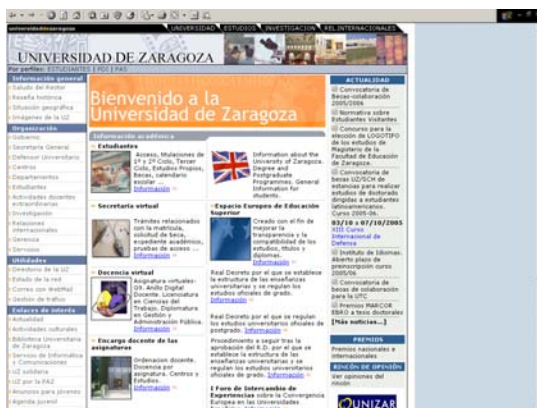 universidaddezaragoza
UNIVERSIDAD ESTUDIOS INVESTIGACION REL.INTERNACIONALES
UNIVERSIDAD DE ZARAGOZA
Por perfiles: ESTUDIANTES | PDI | PAS
Información general
Saludo del Rector
Reseña histórica
Situación geográfica
Imágenes de la UZ
Organización
Gobierno
Secretaría General
Defensor Universitario
Centros
Departamentos
Estudiantes
Actividades docentes
extraordinarias
Investigación
Relaciones
internacionales
Gerencia
Servicios
Utilidades
Directorio de la UZ
Estado de la red
Correo con WebMail
Gestión de tráfico
Enlaces de interés
Actualidad
Actividades culturales
Biblioteca Universitaria
de Zaragoza
Servicio de Informática
y Comunicaciones
UZ solidaria
UZ por la PAZ
Anuncios para jóvenes
Agenda juvenil
Bienvenido a la
Universidad de Zaragoza
Información académica
Estudiantes
Acceso, titulaciones de
1º y 2º Ciclo, Tercer
Ciclo, Estudios Propios,
Becas, calendario
escolar ...
Información
Information about the
University of Zaragoza.
Degree and
Postgraduate
Programmes. General
Information for
students.
Secretaría virtual
Trámites relacionados
con la matrícula,
solicitud de beca,
expediente académico,
pruebas de acceso ...
Información
Espacio Europeo de Educación
Superior
Creado con el fin de
mejorar la
transparencia y la
compatibilidad de los
estudios, títulos y
diplomas.
Información
Docencia virtual
Asignatura virtuales:
G9. Anillo Digital
Docente. Licenciatura
en Ciencias del
Trabajo. Diplomatura
en Gestión y
Administración Pública.
Información
Real Decreto por el que se establece
la estructura de las enseñanzas
universitarias y se regulan los
estudios oficiales de grado.
Información
Real Decreto por el que se regulan
los estudios universitarios oficiales de
postgrado. Información
Encargo docente de las
asignaturas
Ordenacion docente.
Docencia por
asignatura. Centros y
Estudios.
Información
Procedimiento a seguir tras la
aprobación del R.D. por el que se
establece la estructura de las
enseñanzas universitarias y se
regulan los estudios universitarios
oficiales de grado. Información
I Foro de Intercambio de
Experiencias sobre la Convergencia
Europea en las Universidades
ACTUALIDAD
Convocatoria de
Becas-colaboración
2005/2006
Normativa sobre
Estudiantes Visitantes
Concurso para la
elección de LOGOTIPO
de los estudios de
Magisterio de la
Facultad de Educación
de Zaragoza.
Convocatoria de
becas UZ/SCH de
estancias para realizar
estudios de doctorado
dirigidas a estudiantes
latinoamericanos.
Curso 2005-06.
03/10 a 07/10/2005
XIII Curso
Internacional de
Defensa
Instituto de Idiomas.
Abierto plazo de
preinscripción curso
2005/06
Convocatoria de
becas de colaboración
para la UTC
Premios MARCOR
EBRO a tesis doctorales
[Más noticias...]
PREMIOS
Premios nacionales e
internacionales
RINCÓN DE OPINIÓN
Ver opiniones del
rincón.
UNIZAR